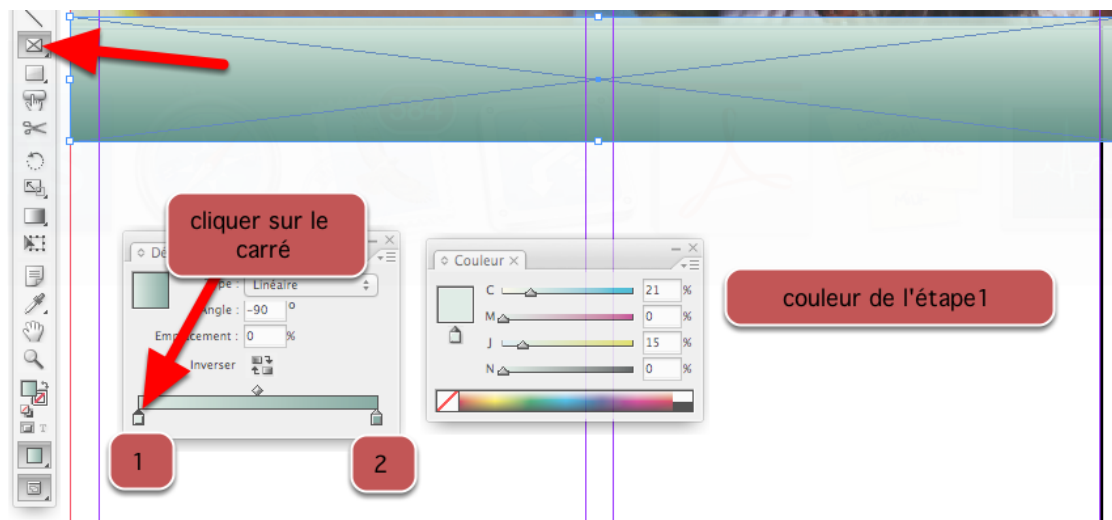 cliquer sur le
carré
Dé
Type : Linéaire
Angle : -90 °
Emplacement : 0 %
Inverser
1
2
Couleur
C 21 %
M 0 %
J 15 %
N 0 %
couleur de l'étape1
T